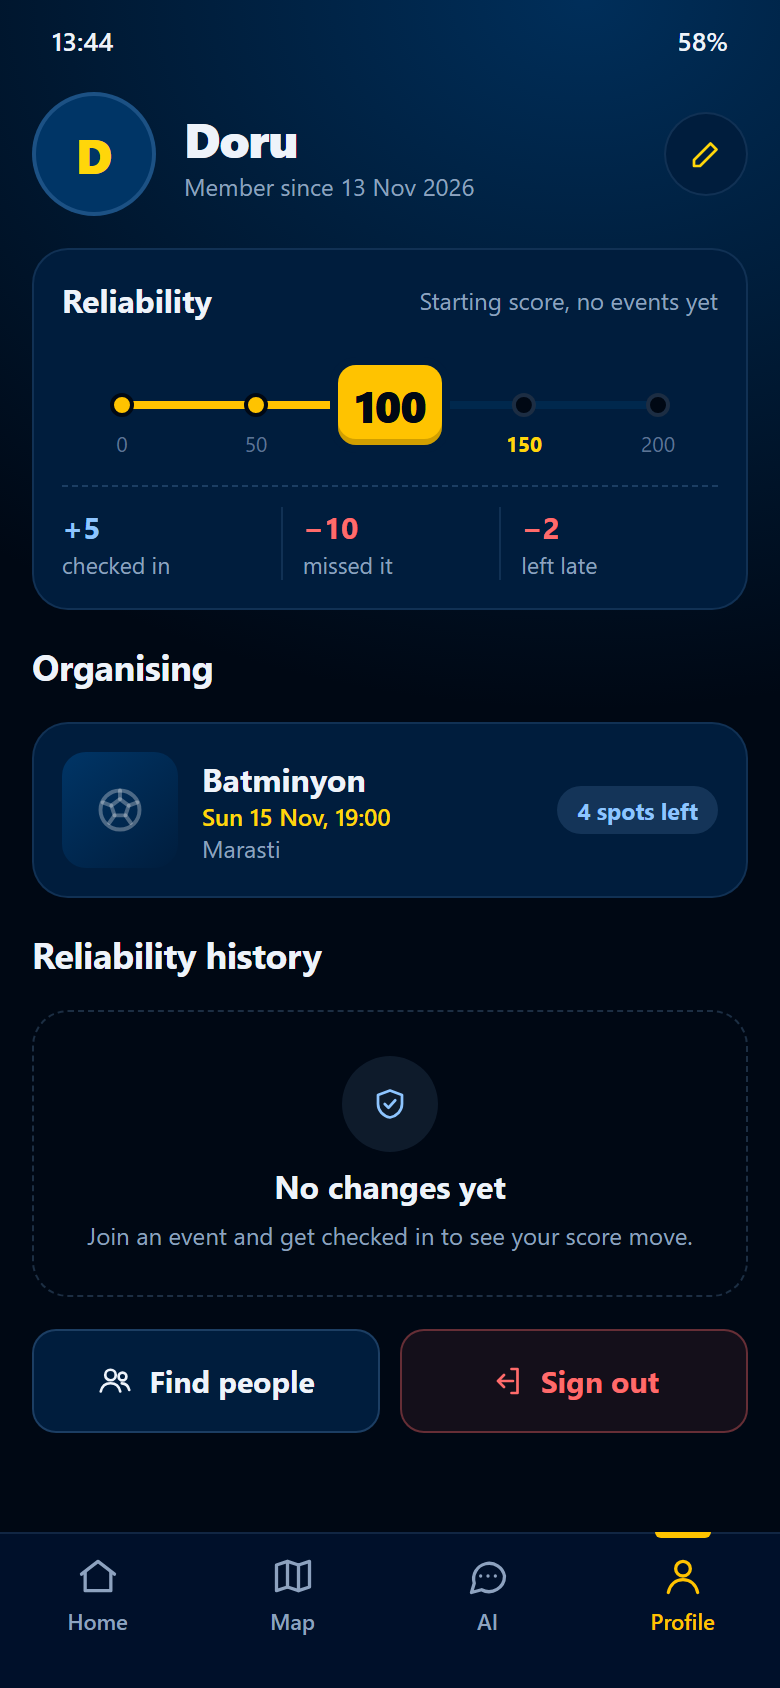 13:44 58%
D
Doru
Member since 13 Nov 2026
Reliability Starting score, no events yet
100
0 50 150 200
+5 −10 −2
checked in missed it left late
Organising
Batminyon
Sun 15 Nov, 19:00
Marasti
4 spots left
Reliability history
No changes yet
Join an event and get checked in to see your score move.
Find people Sign out
Home Map AI Profile